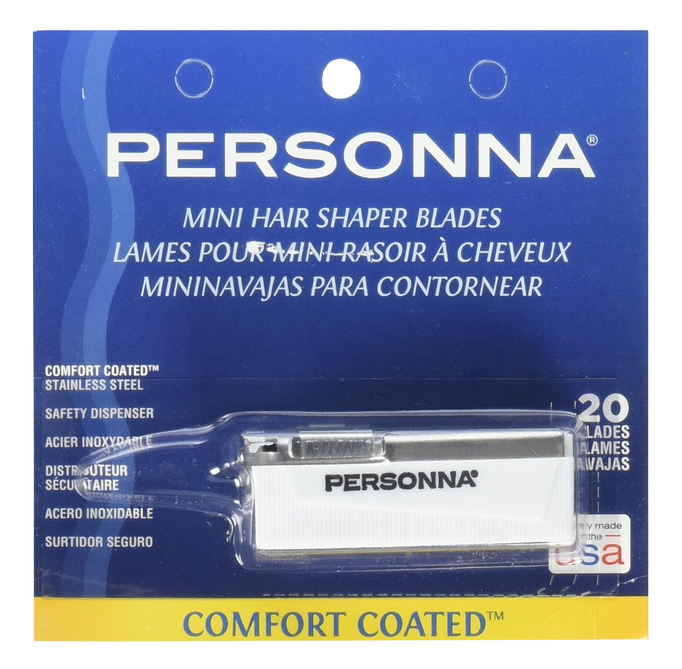 PERSONNA®
MINI HAIR SHAPER BLADES
LAMES POUR MINI-RASOIR À CHEVEUX
MININAVAJAS PARA CONTORNEAR
COMFORT COATED™
STAINLESS STEEL
SAFETY DISPENSER
ACIER INOXYDABLE
DISTRIBUTEUR
SÉCURITAIRE
ACERO INOXIDABLE
SURTIDOR SEGURO
20
BLADES
LAMES
NAVAJAS
PERSONNA®
made
the
usa
COMFORT COATED™